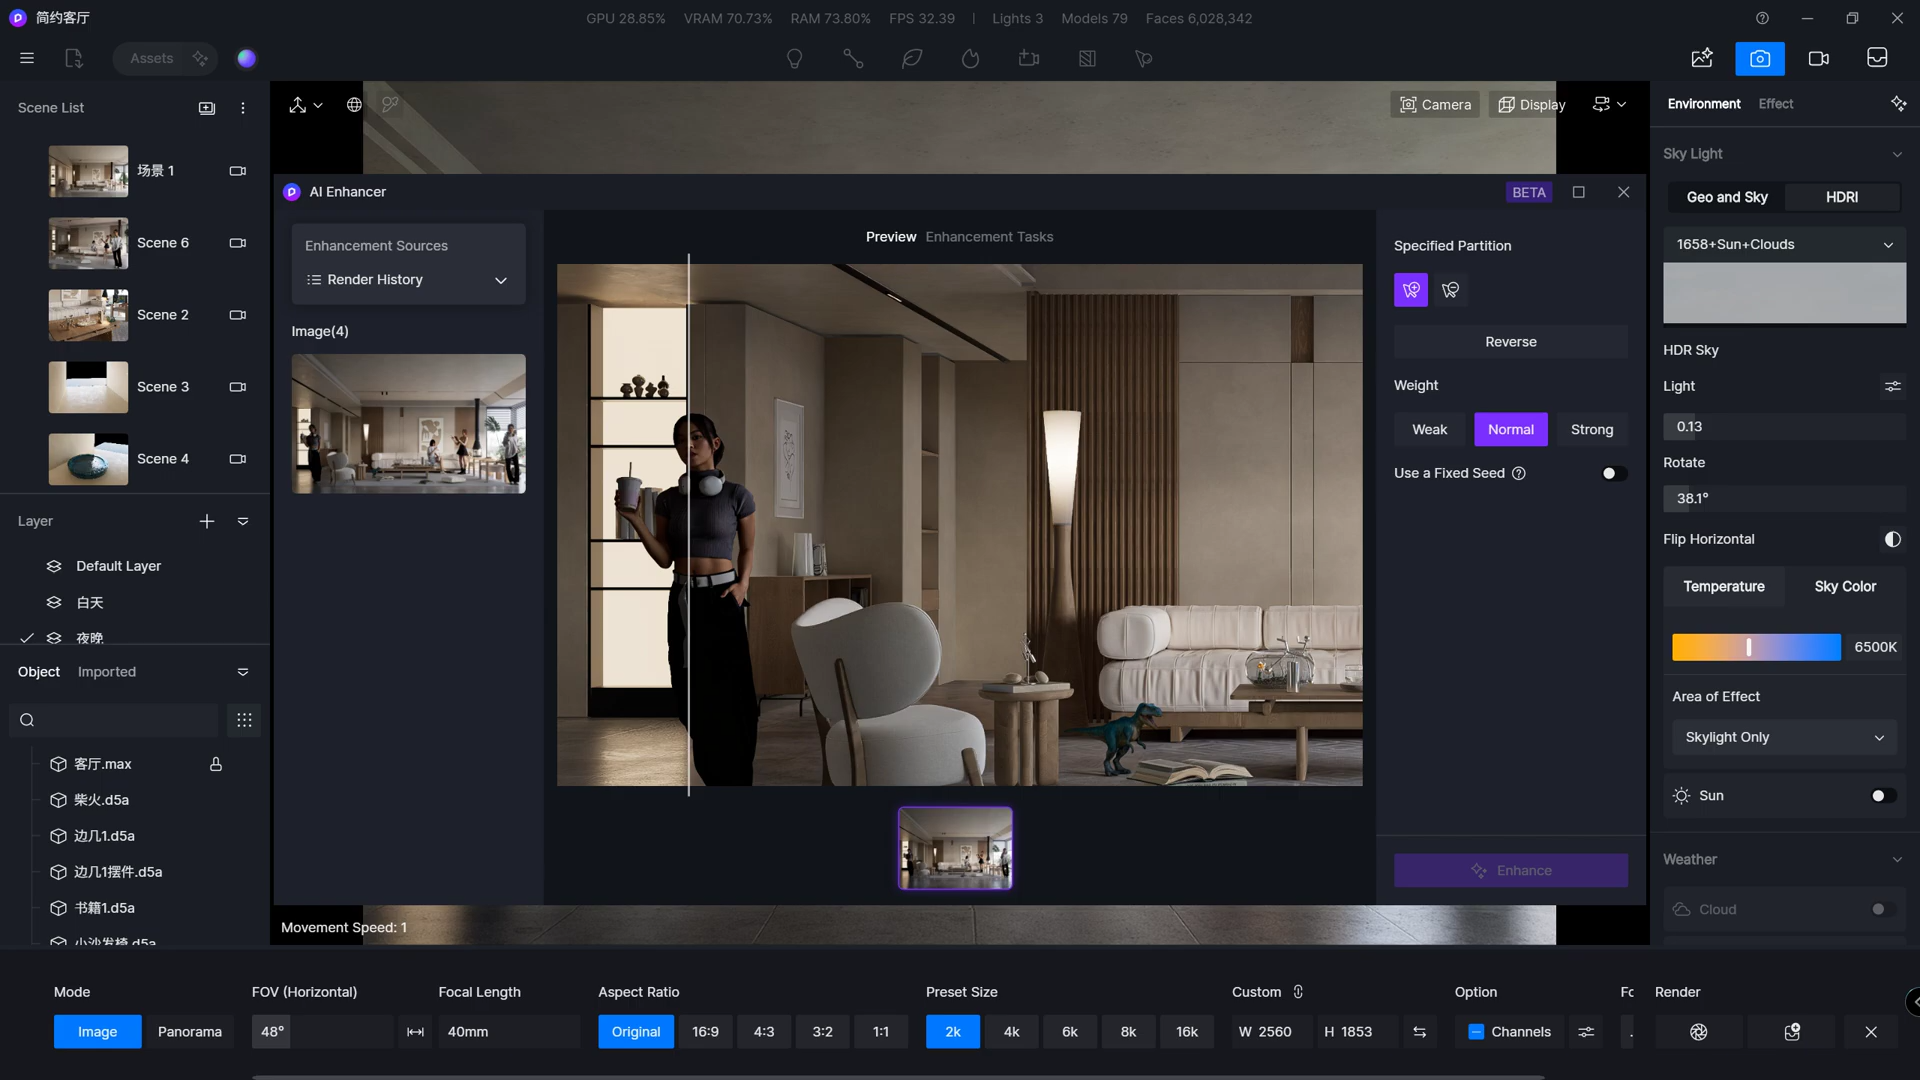 简约客厅
GPU 28.85% VRAM 70.73% RAM 73.80% FPS 32.39 | Lights 3 Models 79 Faces 6,028,342
Assets
Scene List
场景 1
Scene 6
Scene 2
Scene 3
Scene 4
Layer
Default Layer
白天
夜晚
Object Imported
客厅.max
柴火.d5a
边几1.d5a
边几1摆件.d5a
书籍1.d5a
小沙发椅.d5a
Camera Display
AI Enhancer
BETA
Enhancement Sources
Render History
Image(4)
Preview Enhancement Tasks
Specified Partition
Reverse
Weight
Weak Normal Strong
Use a Fixed Seed
Enhance
Movement Speed: 1
Environment Effect
Sky Light
Geo and Sky HDRI
1658+Sun+Clouds
HDR Sky
Light
0.13
Rotate
38.1°
Flip Horizontal
Temperature Sky Color
6500K
Area of Effect
Skylight Only
Sun
Weather
Cloud
Mode FOV (Horizontal) Focal Length Aspect Ratio Preset Size Custom Option Render
Image Panorama 48° 40mm Original 16:9 4:3 3:2 1:1 2k 4k 6k 8k 16k W 2560 H 1853 Channels